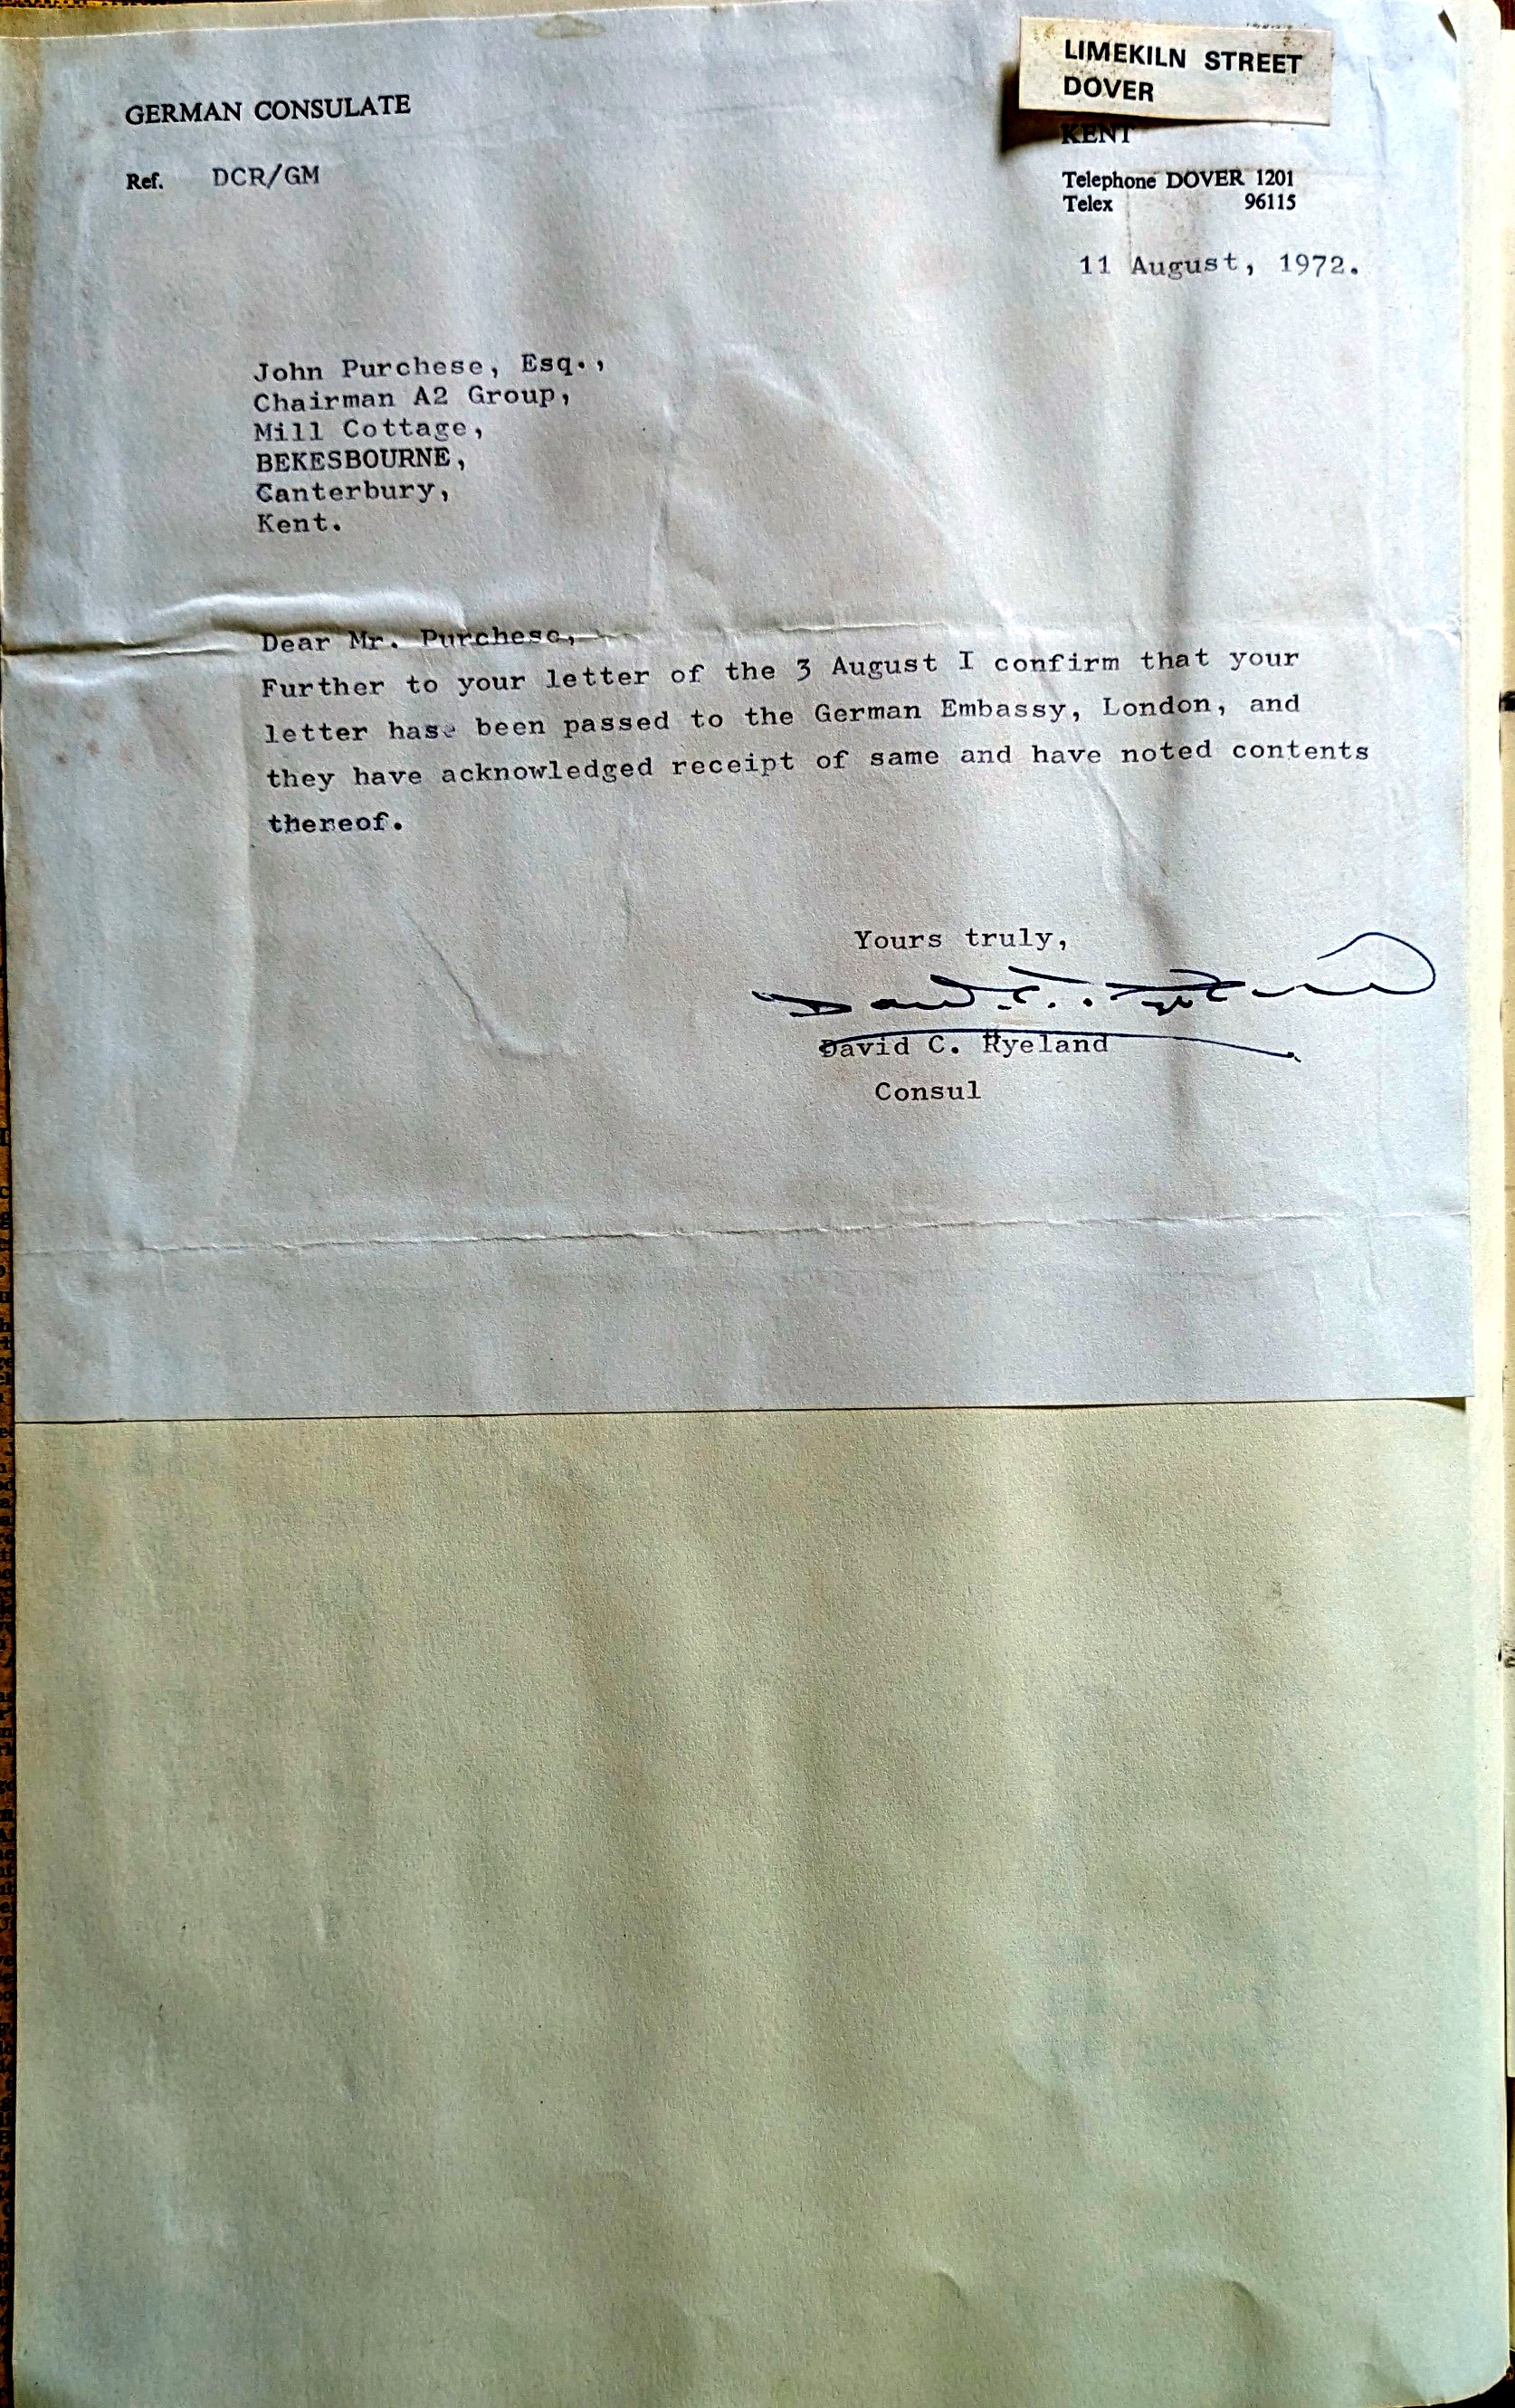 LIMEKILN STREET
DOVER
KENT
GERMAN CONSULATE
Ref. DCR/GM
Telephone DOVER 1201
Telex 96115
11 August, 1972.
John Purchese, Esq.,
Chairman A2 Group,
Mill Cottage,
BEKESBOURNE,
Canterbury,
Kent.
Dear Mr. Purchese,
Further to your letter of the 3 August I confirm that your
letter has been passed to the German Embassy, London, and
they have acknowledged receipt of same and have noted contents
thereof.
Yours truly,
David C. Ryeland
David C. Ryeland
Consul